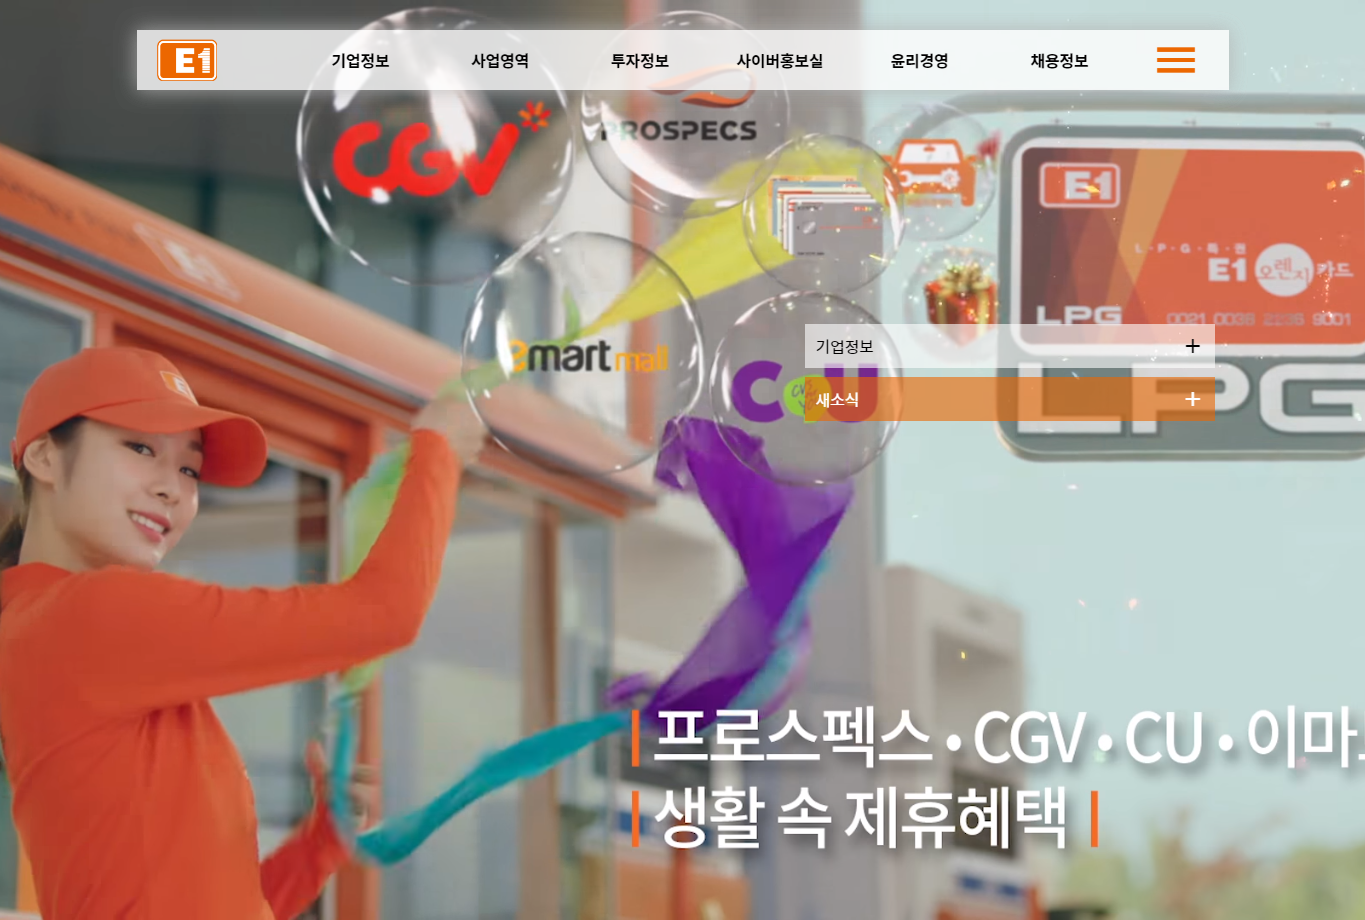 E1
기업정보
사업영역
투자정보
사이버홍보실
윤리경영
채용정보
CGV
PROSPECS
E1
L·P·G·특·권
E1 오렌지 카드
LPG
0021 0036 2136 9001
emart mall
CU
LPG
기업정보
새소식
프로스펙스 • CGV • CU • 이마
생활 속 제휴혜택